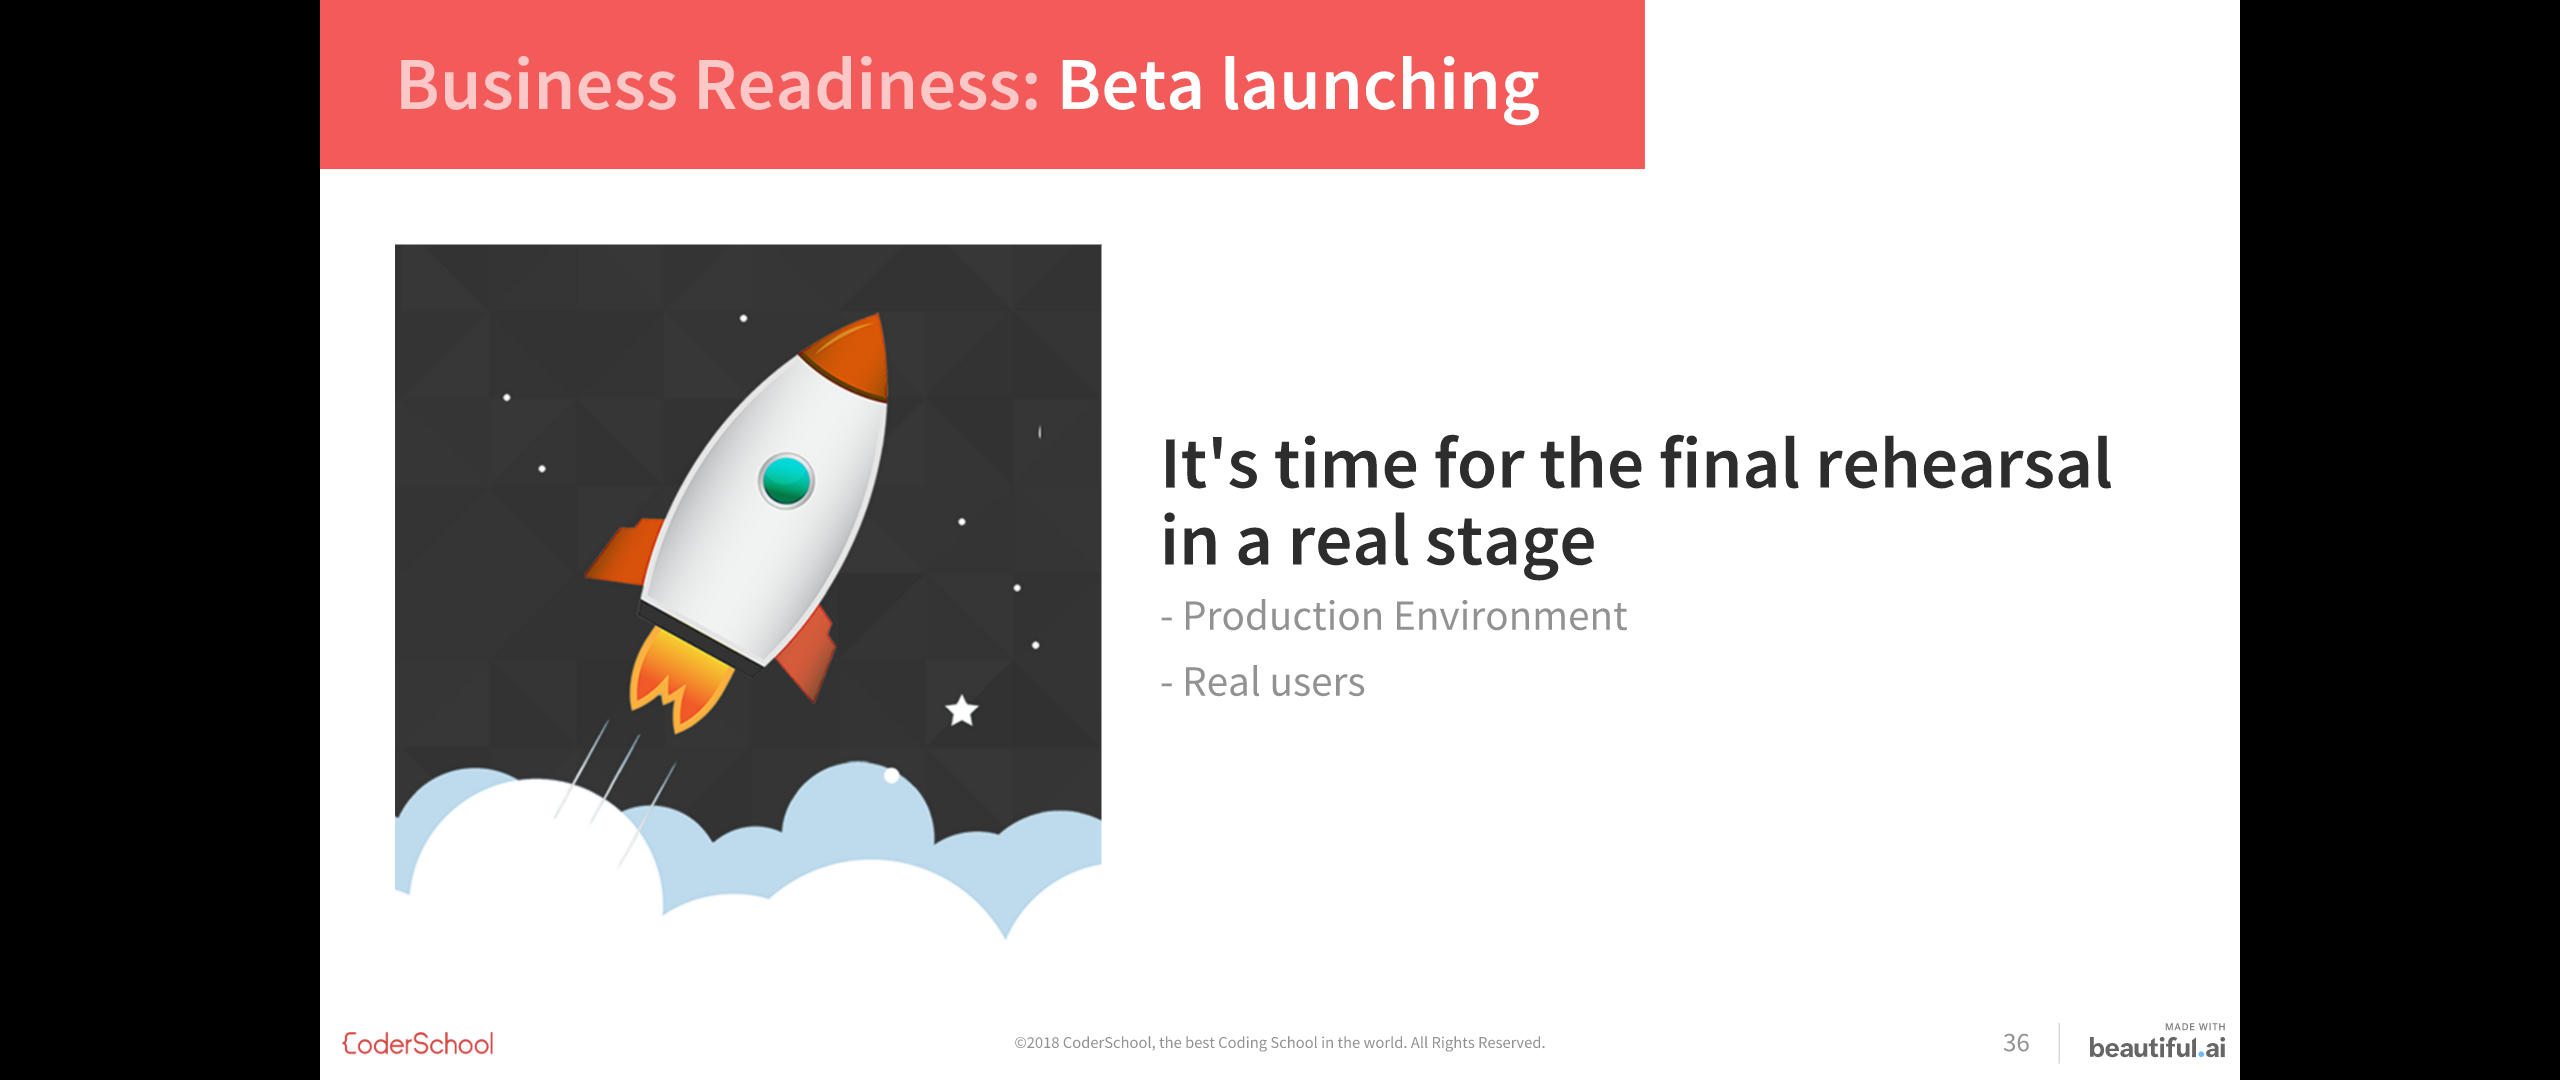 Business Readiness: Beta launching
It's time for the final rehearsal
in a real stage
- Production Environment
- Real users
CoderSchool
©2018 CoderSchool, the best Coding School in the world. All Rights Reserved.
36
MADE WITH
beautiful.ai